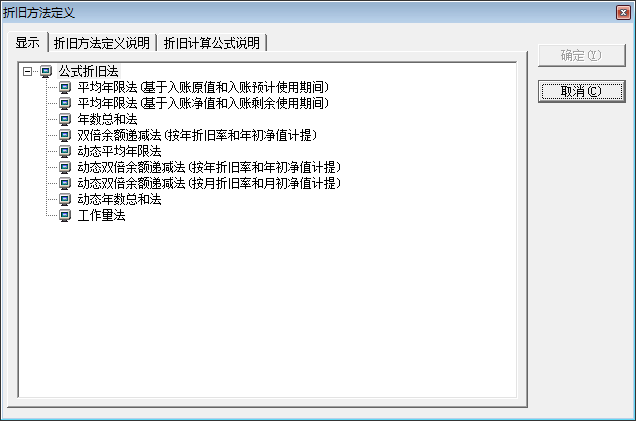 折旧方法定义
显示 折旧方法定义说明 折旧计算公式说明
确定(Y)
取消(C)
公式折旧法
平均年限法(基于入账原值和入账预计使用期间)
平均年限法(基于入账净值和入账剩余使用期间)
年数总和法
双倍余额递减法(按年折旧率和年初净值计提)
动态平均年限法
动态双倍余额递减法(按年折旧率和年初净值计提)
动态双倍余额递减法(按月折旧率和月初净值计提)
动态年数总和法
工作量法